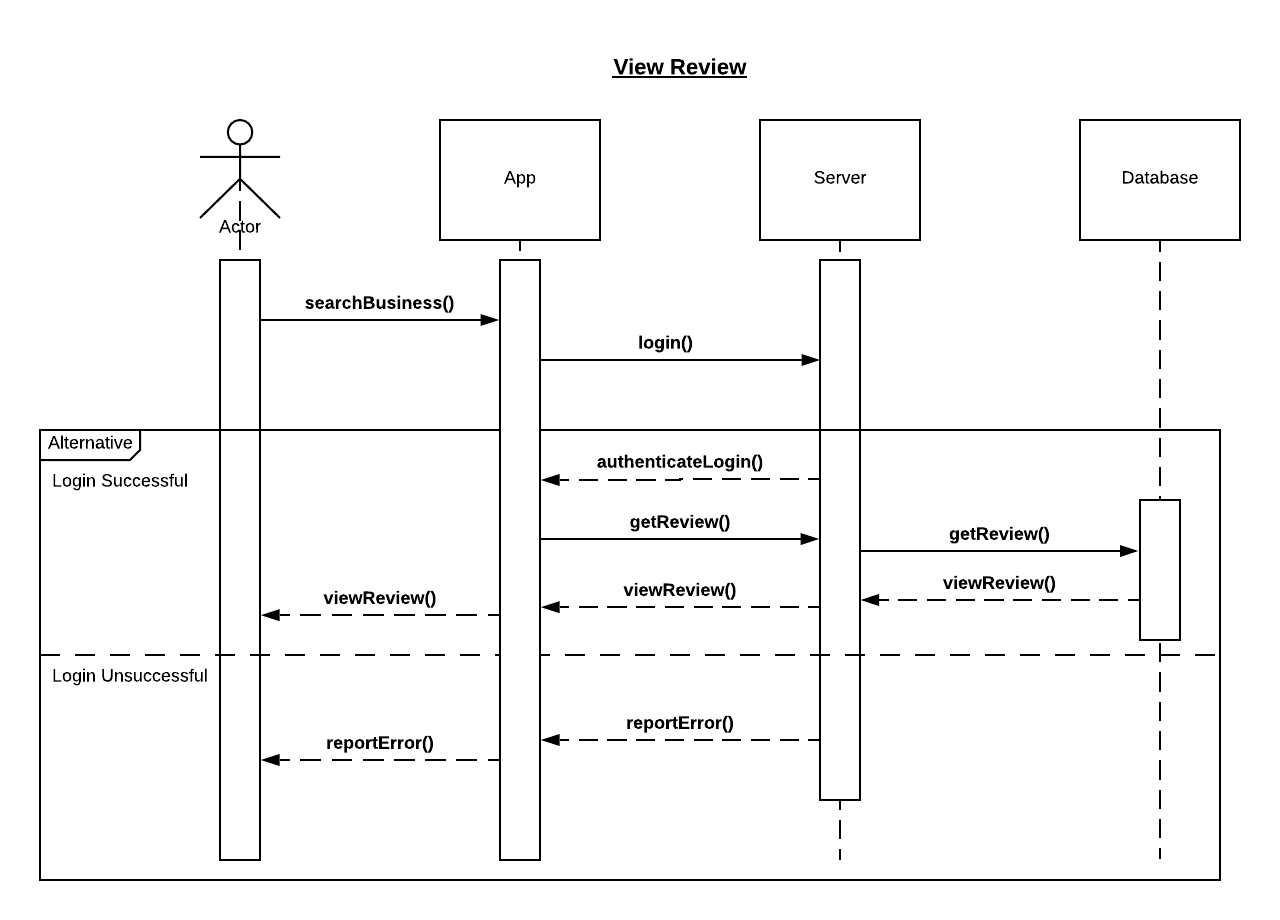 View Review
Actor
App
Server
Database
searchBusiness()
login()
Alternative
Login Successful
authenticateLogin()
getReview()
getReview()
viewReview()
viewReview()
viewReview()
Login Unsuccessful
reportError()
reportError()